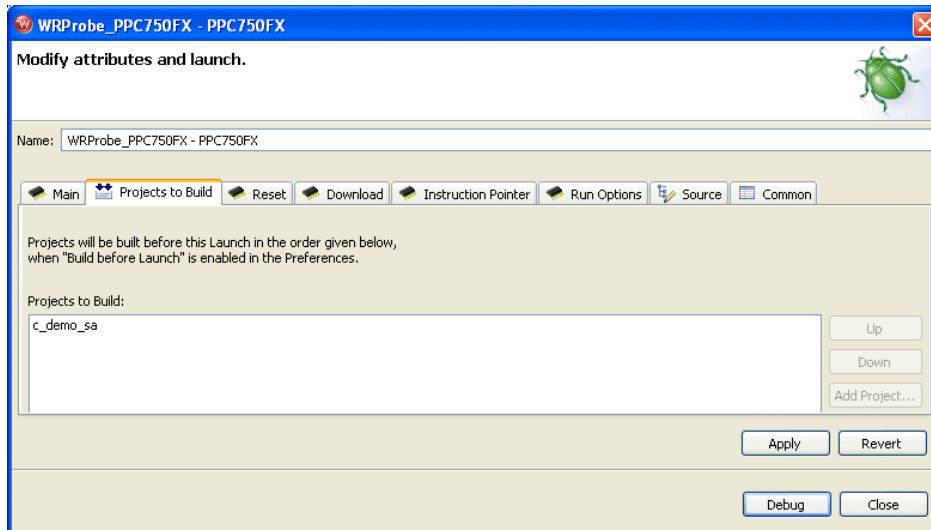 WRProbe_PPC750FX - PPC750FX
Modify attributes and launch.
Name: WRProbe_PPC750FX - PPC750FX
Main Projects to Build Reset Download Instruction Pointer Run Options Source Common
Projects will be built before this Launch in the order given below,
when "Build before Launch" is enabled in the Preferences.
Projects to Build:
c_demo_sa
Up
Down
Add Project...
Apply Revert
Debug Close